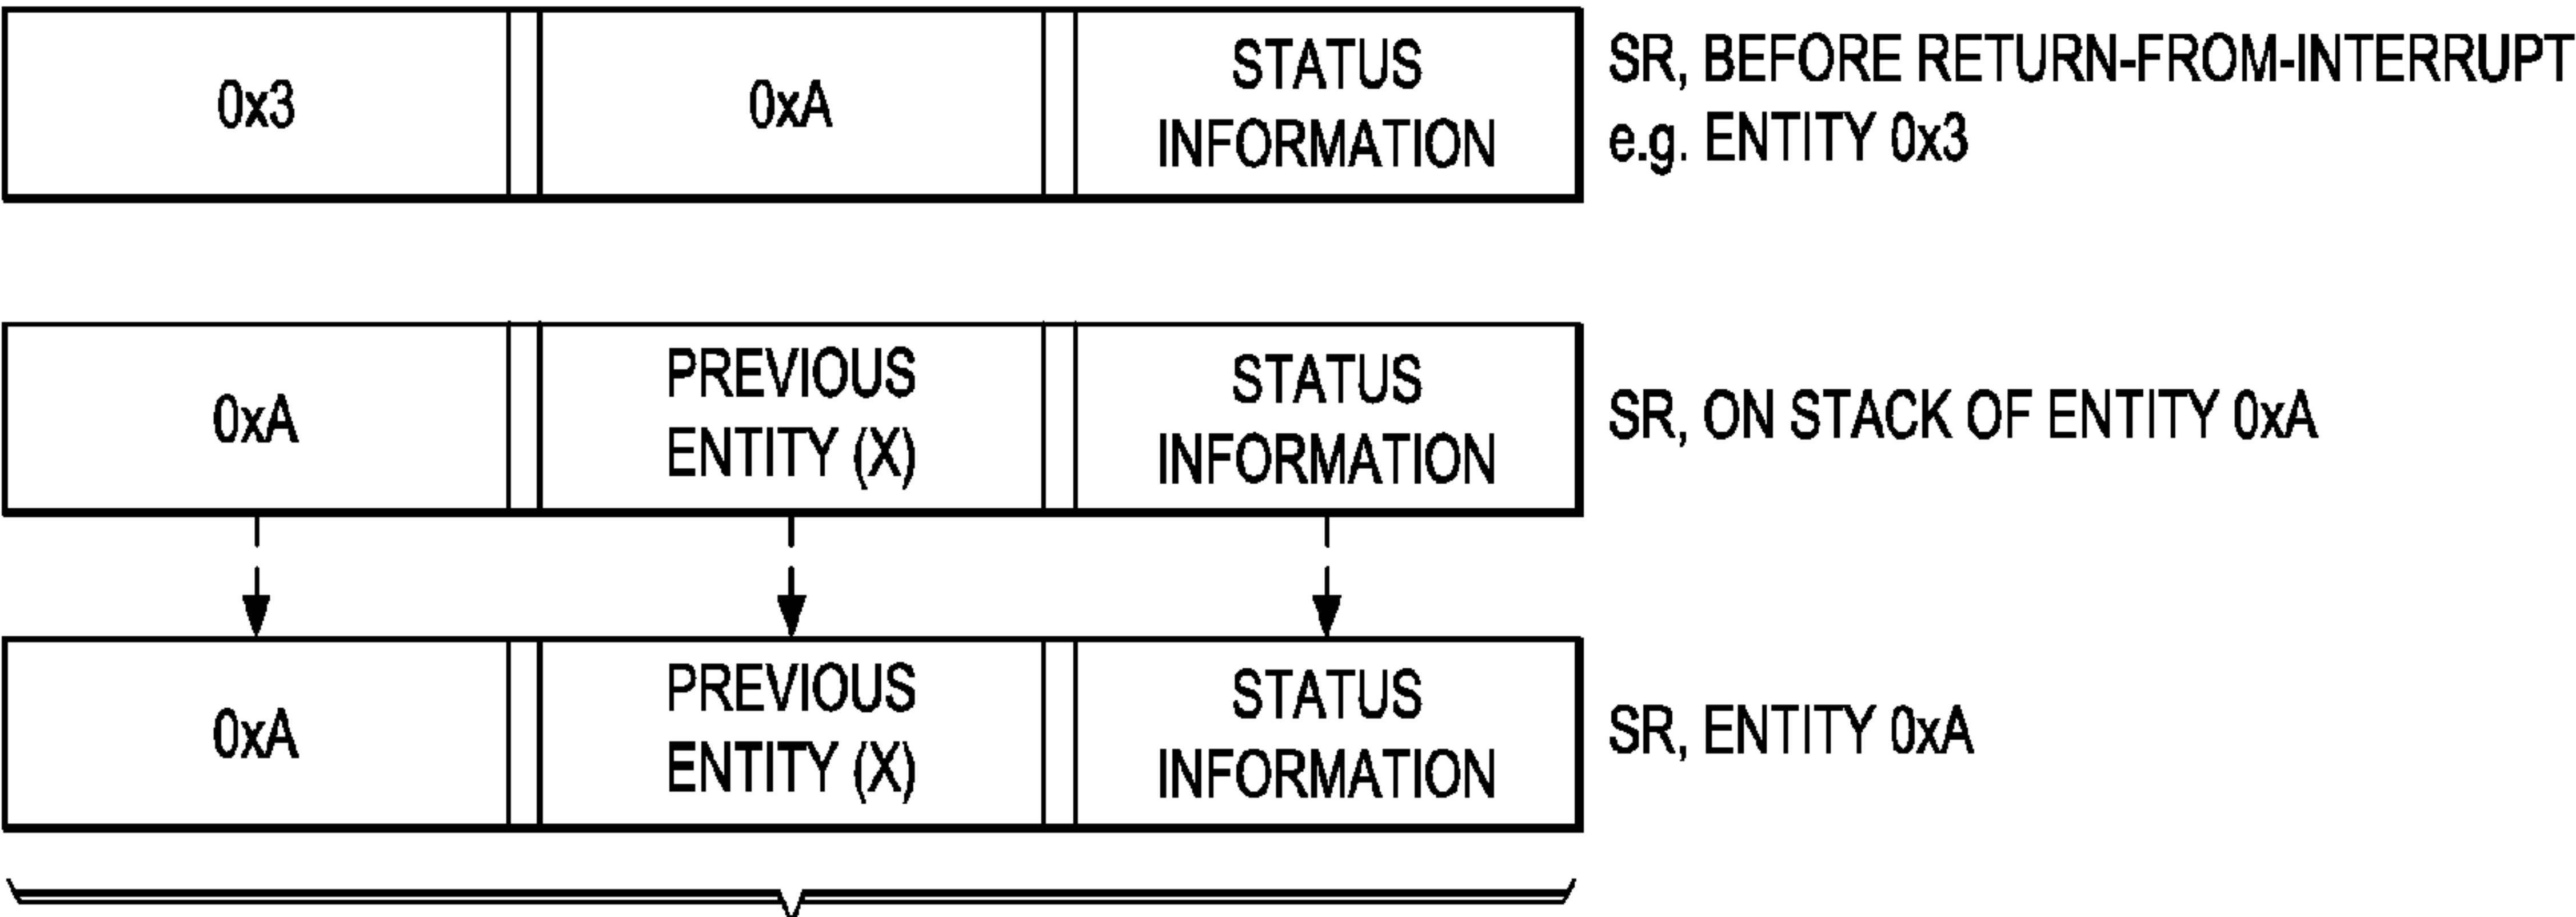 0x3
0xA
STATUS
INFORMATION
SR, BEFORE RETURN-FROM-INTERRUPT
e.g. ENTITY 0x3
0xA
PREVIOUS
ENTITY (X)
STATUS
INFORMATION
SR, ON STACK OF ENTITY 0xA
0xA
PREVIOUS
ENTITY (X)
STATUS
INFORMATION
SR, ENTITY 0xA